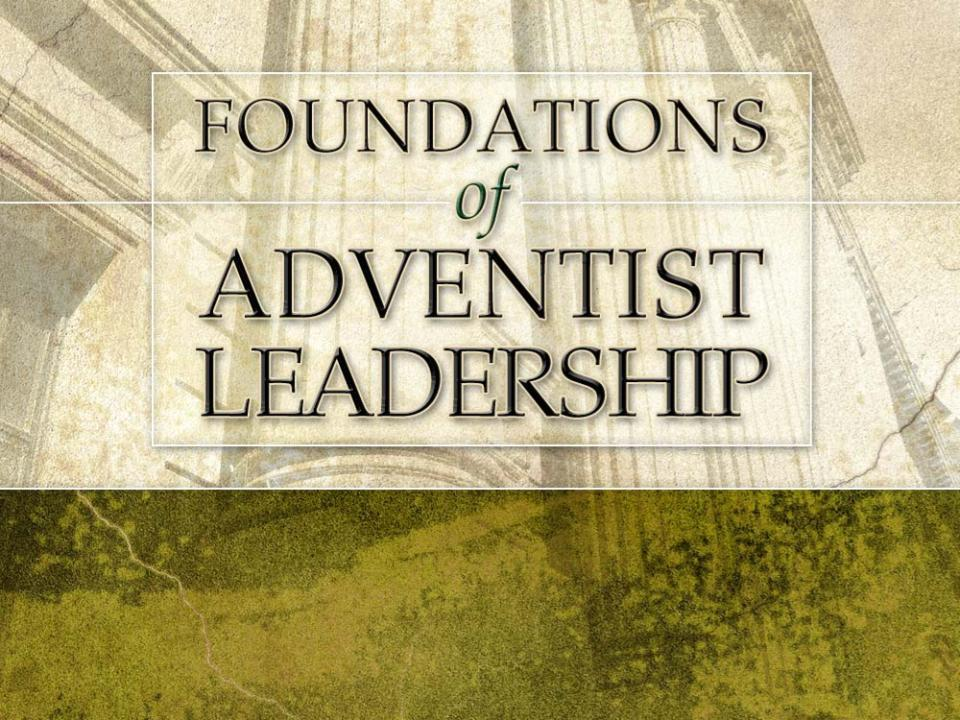 FOUNDATIONS
of
ADVENTIST
LEADERSHIP